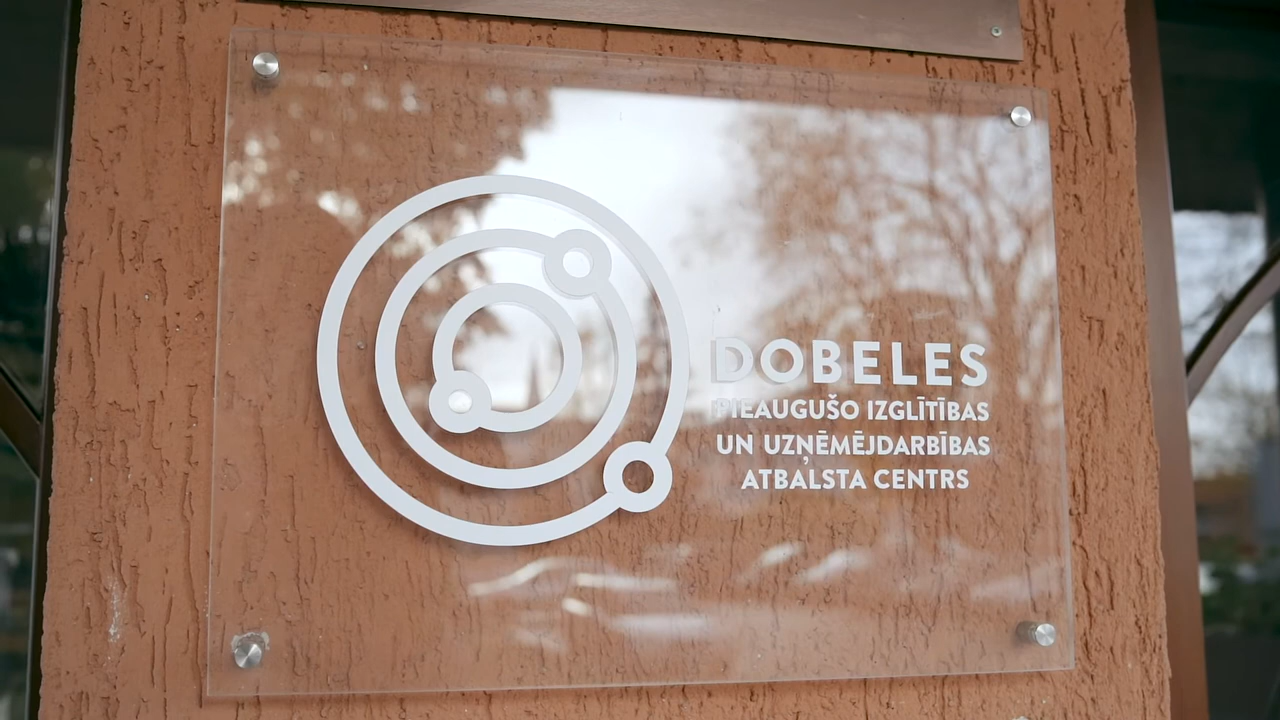 DOBELES
PIEAUGUŠO IZGLĪTĪBAS
UN UZŅĒMĒJDARBĪBAS
ATBALSTA CENTRS